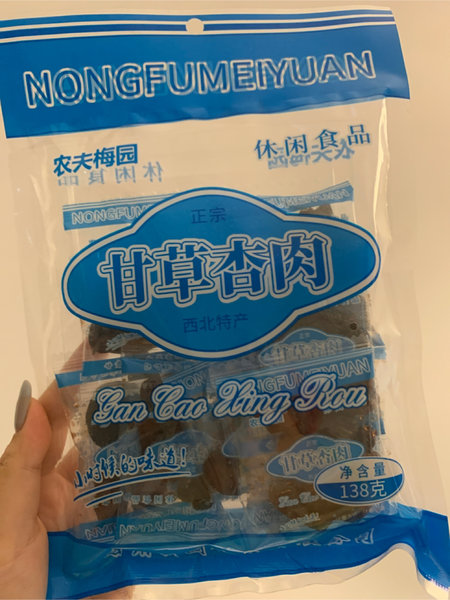 NONGFUMEIYUAN
农夫梅园
休闲食品
正宗
甘草杏肉
西北特产
NONGFUMEIYUAN
Gan Cao Xing Rou
小时候的味道!
甘草杏肉
净含量
138克